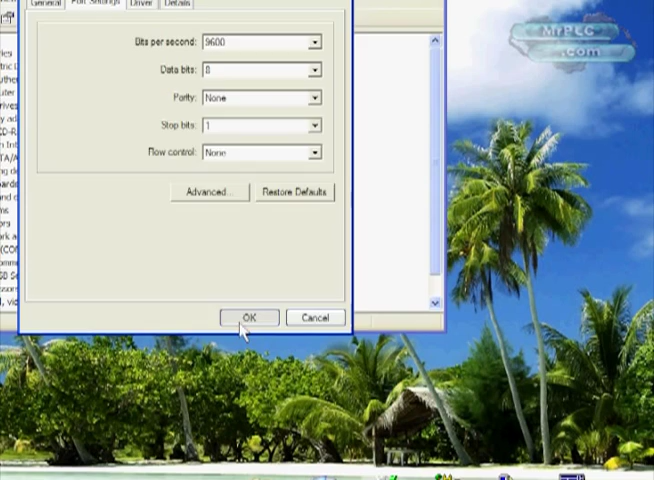 General Port Settings Driver Details
MrPLC
.com
Bits per second: 9600
Data bits: 8
Parity: None
Stop bits: 1
Flow control: None
Advanced... Restore Defaults
OK Cancel